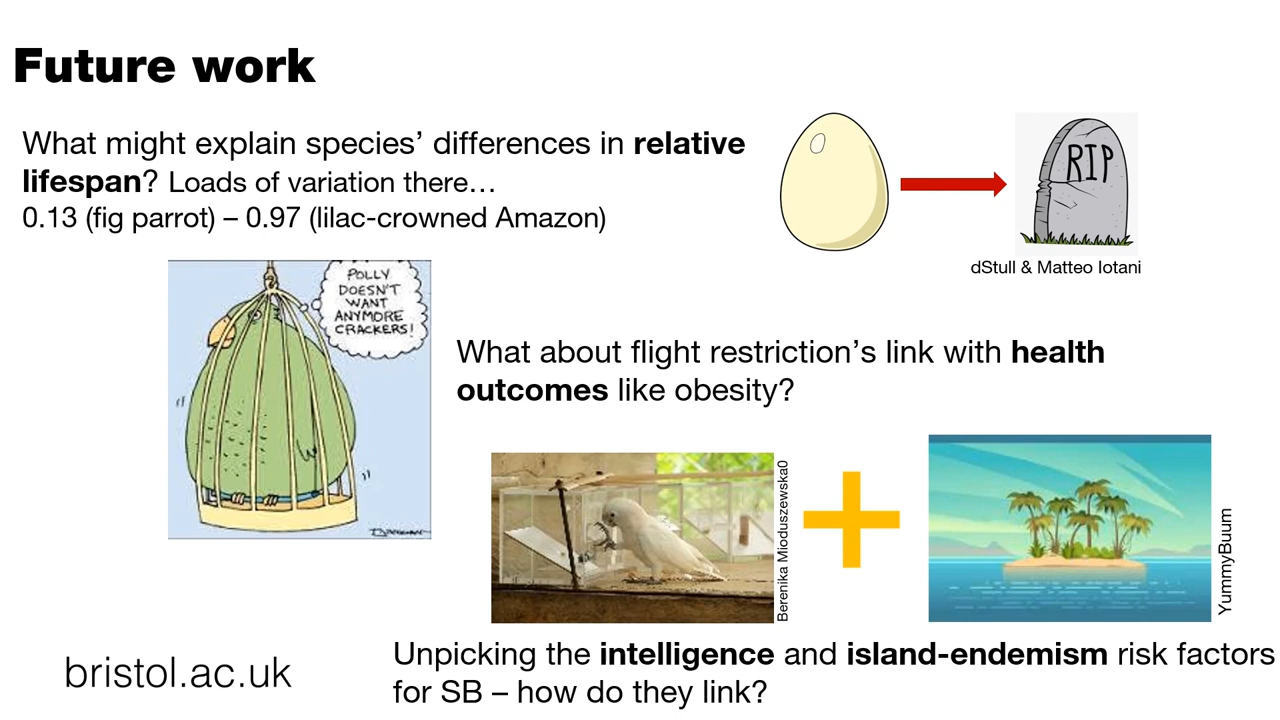 Future work
What might explain species’ differences in relative
lifespan? Loads of variation there…
0.13 (fig parrot) – 0.97 (lilac-crowned Amazon)
RIP
dStull & Matteo Iotani
POLLY
DOESN'T
WANT
ANYMORE
CRACKERS!
What about flight restriction’s link with health
outcomes like obesity?
Berenika Mioduszewska0
YummyBuum
Unpicking the intelligence and island-endemism risk factors
for SB – how do they link?
bristol.ac.uk